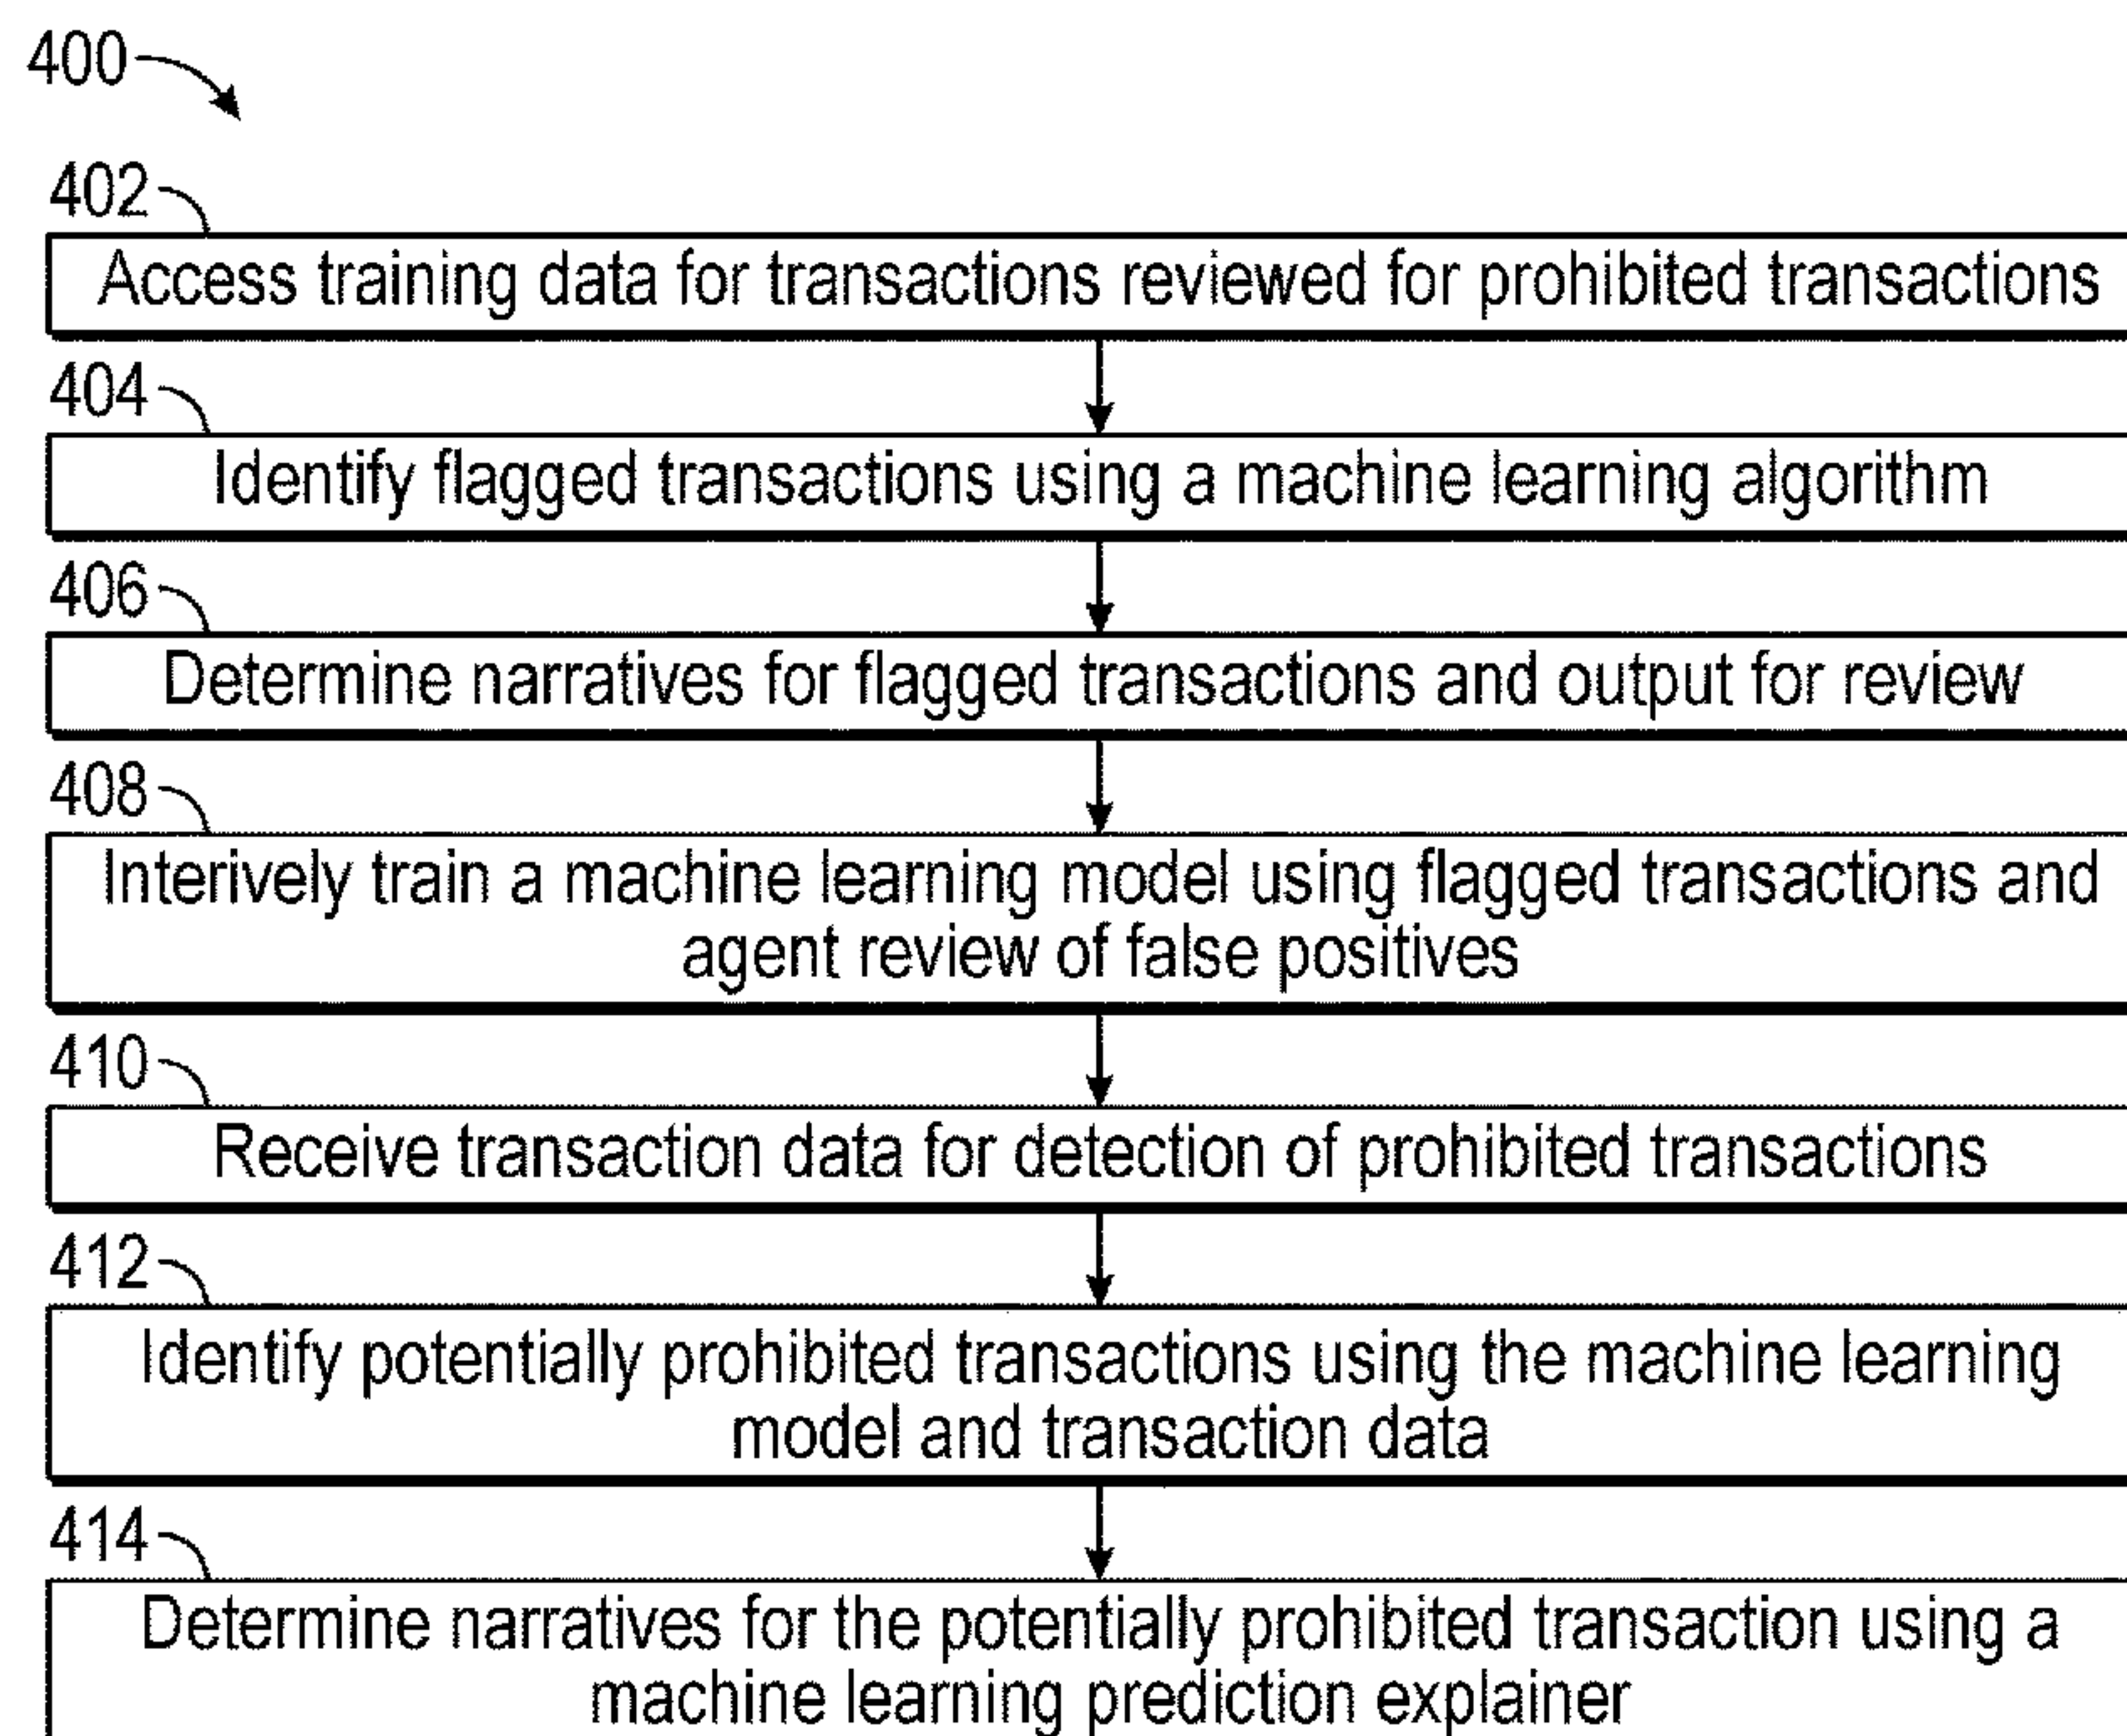 400
402
Access training data for transactions reviewed for prohibited transactions
404
Identify flagged transactions using a machine learning algorithm
406
Determine narratives for flagged transactions and output for review
408
Interively train a machine learning model using flagged transactions and
agent review of false positives
410
Receive transaction data for detection of prohibited transactions
412
Identify potentially prohibited transactions using the machine learning
model and transaction data
414
Determine narratives for the potentially prohibited transaction using a
machine learning prediction explainer